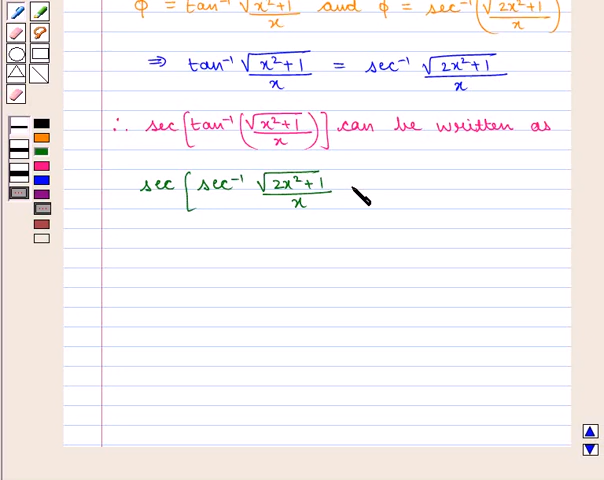 ϕ = tan⁻¹ √(x²+1)/x and ϕ = sec⁻¹ (√(2x²+1)/x)
⇒ tan⁻¹ √(x²+1)/x = sec⁻¹ √(2x²+1)/x
∴ sec[tan⁻¹ (√(x²+1)/x)] can be written as
sec [ sec⁻¹ √(2x²+1)/x